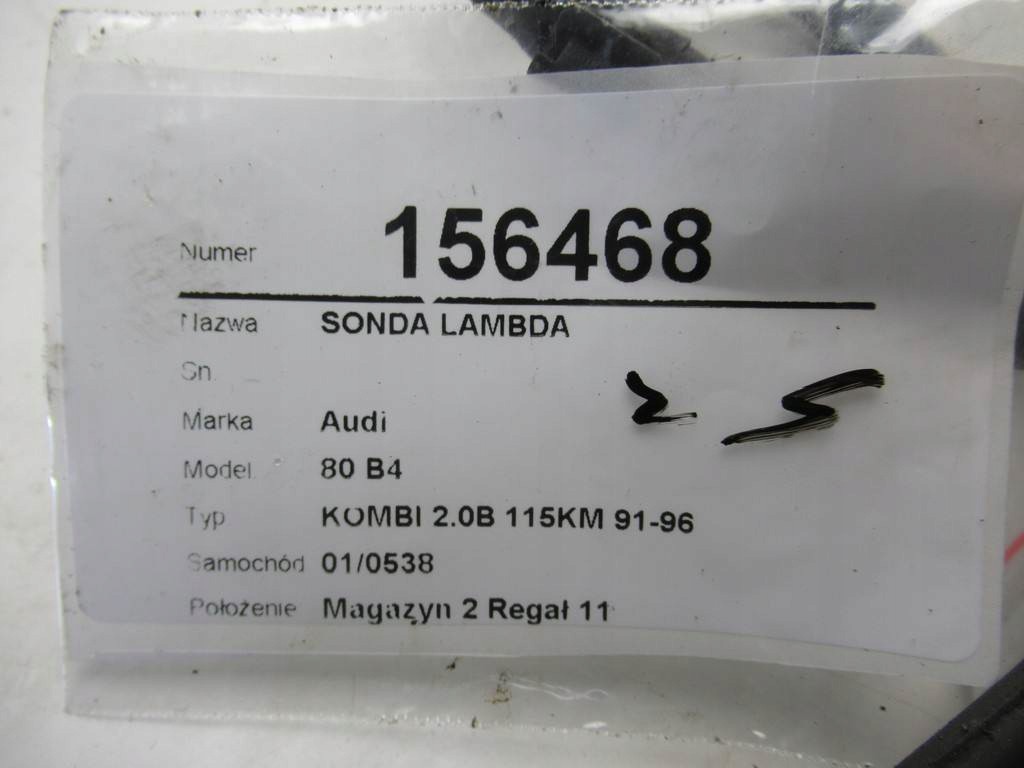 Numer 156468
Nazwa SONDA LAMBDA
Sn.
Marka Audi
2 5
Model 80 B4
Typ KOMBI 2.0B 115KM 91-96
Samochód 01/0538
Położenie Magazyn 2 Regał 11